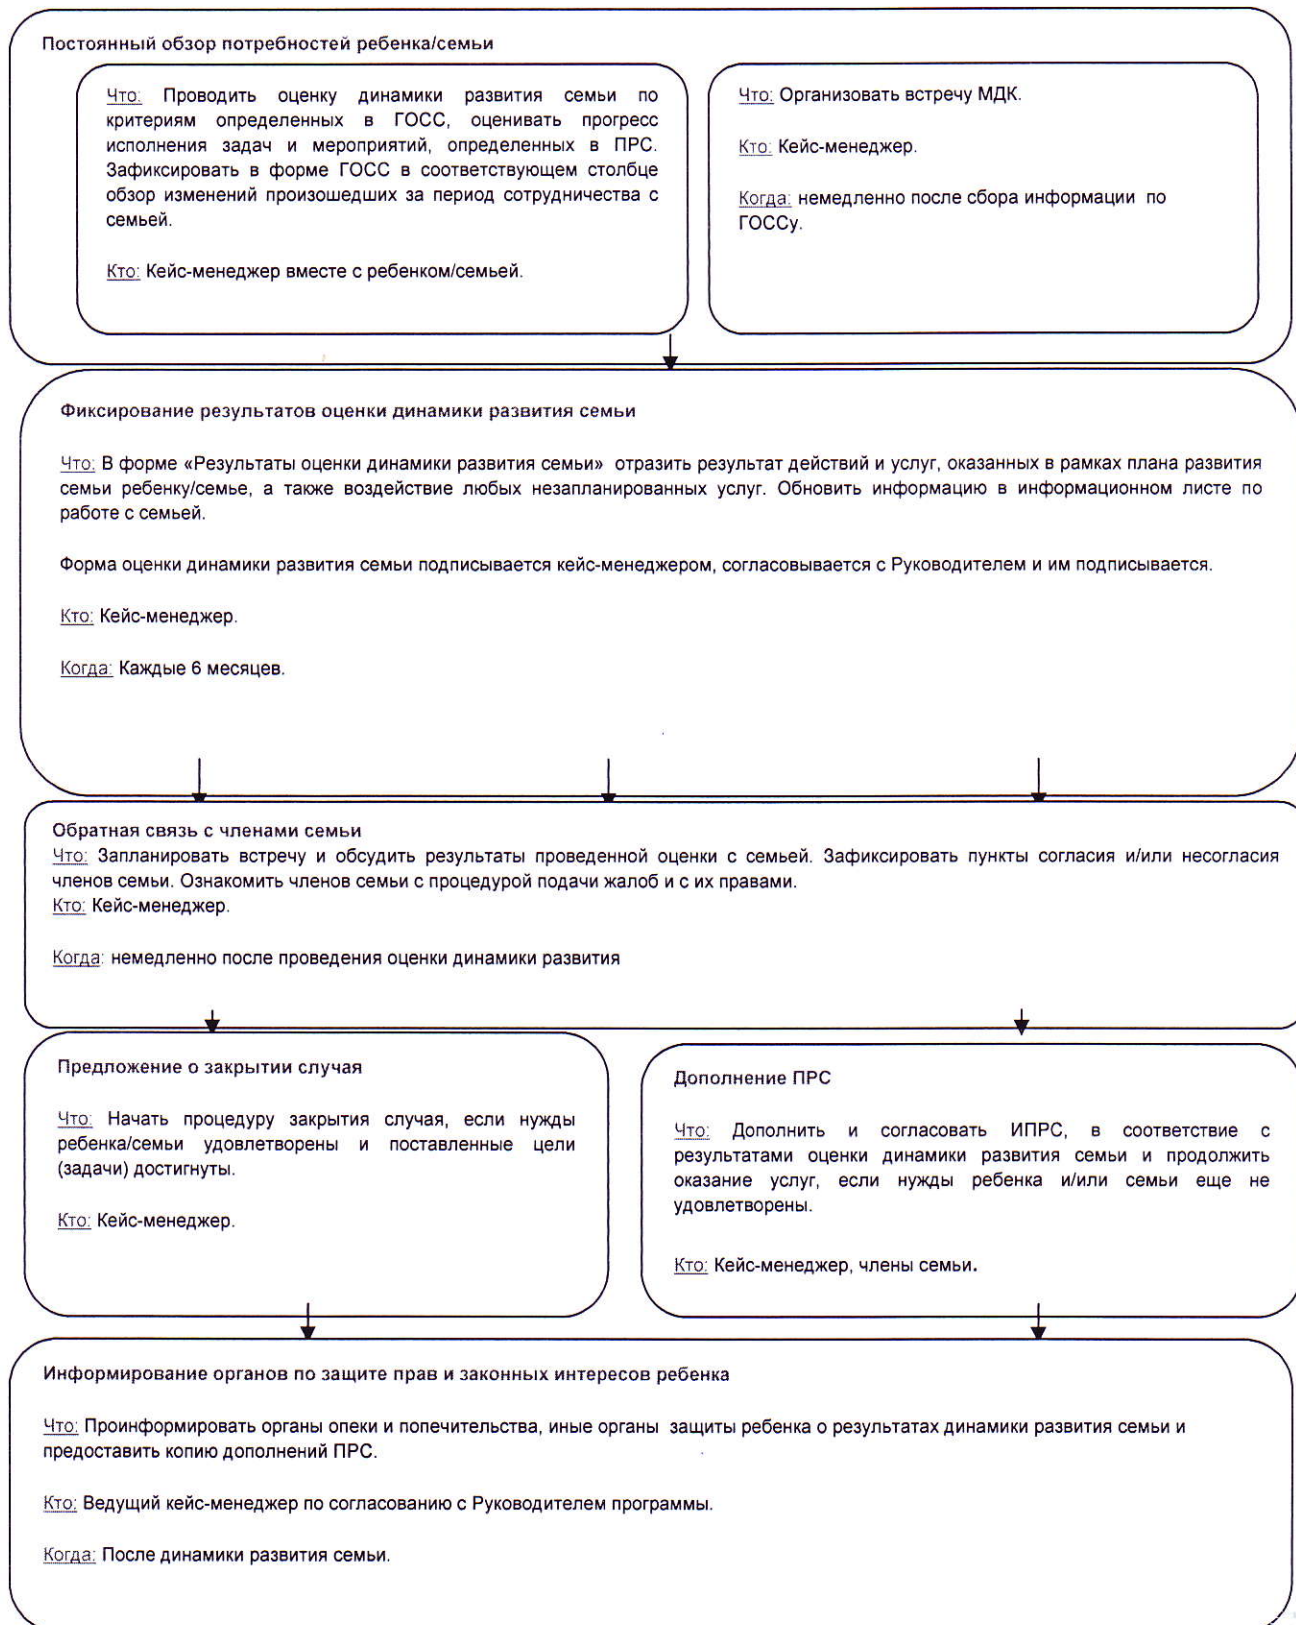 Постоянный обзор потребностей ребенка/семьи
Что: Проводить оценку динамики развития семьи по
критериям определенных в ГОСС, оценивать прогресс
исполнения задач и мероприятий, определенных в ПРС.
Зафиксировать в форме ГОСС в соответствующем столбце
обзор изменений произошедших за период сотрудничества с
семьей.
Кто: Кейс-менеджер вместе с ребенком/семьей.
Что: Организовать встречу МДК.
Кто: Кейс-менеджер.
Когда: немедленно после сбора информации по
ГОССу.
Фиксирование результатов оценки динамики развития семьи
Что: В форме «Результаты оценки динамики развития семьи» отразить результат действий и услуг, оказанных в рамках плана развития
семьи ребенку/семье, а также воздействие любых незапланированных услуг. Обновить информацию в информационном листе по
работе с семьей.
Форма оценки динамики развития семьи подписывается кейс-менеджером, согласовывается с Руководителем и им подписывается.
Кто: Кейс-менеджер.
Когда: Каждые 6 месяцев.
Обратная связь с членами семьи
Что: Запланировать встречу и обсудить результаты проведенной оценки с семьей. Зафиксировать пункты согласия и/или несогласия
членов семьи. Ознакомить членов семьи с процедурой подачи жалоб и с их правами.
Кто: Кейс-менеджер.
Когда: немедленно после проведения оценки динамики развития
Предложение о закрытии случая
Что: Начать процедуру закрытия случая, если нужды
ребенка/семьи удовлетворены и поставленные цели
(задачи) достигнуты.
Кто: Кейс-менеджер.
Дополнение ПРС
Что: Дополнить и согласовать ИПРС, в соответствие с
результатами оценки динамики развития семьи и продолжить
оказание услуг, если нужды ребенка и/или семьи еще не
удовлетворены.
Кто: Кейс-менеджер, члены семьи.
Информирование органов по защите прав и законных интересов ребенка
Что: Проинформировать органы опеки и попечительства, иные органы защиты ребенка о результатах динамики развития семьи и
предоставить копию дополнений ПРС.
Кто: Ведущий кейс-менеджер по согласованию с Руководителем программы.
Когда: После динамики развития семьи.